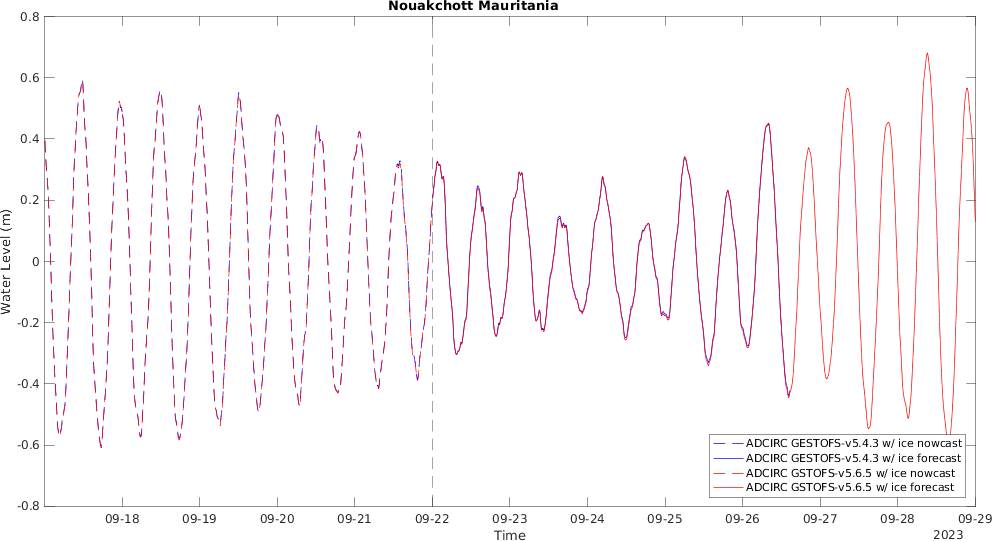 Nouakchott Mauritania
0.8
0.6
0.4
0.2
0
-0.2
-0.4
-0.6
-0.8
Water Level (m)
09-18 09-19 09-20 09-21 09-22 09-23 09-24 09-25 09-26 09-27 09-28 09-29
Time
2023
ADCIRC GESTOFS-v5.4.3 w/ ice nowcast
ADCIRC GESTOFS-v5.4.3 w/ ice forecast
ADCIRC GSTOFS-v5.6.5 w/ ice nowcast
ADCIRC GSTOFS-v5.6.5 w/ ice forecast